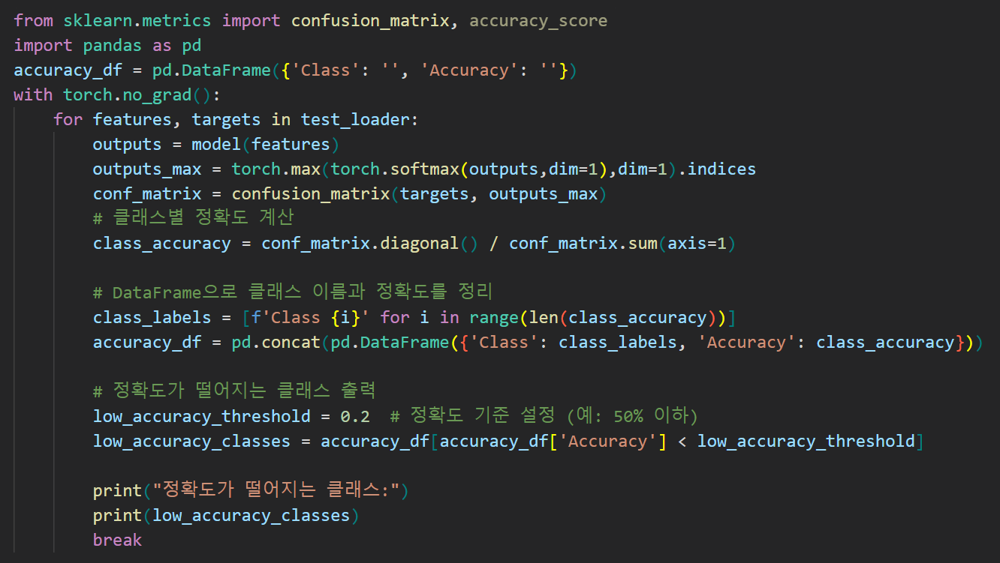 from sklearn.metrics import confusion_matrix, accuracy_score
import pandas as pd
accuracy_df = pd.DataFrame({'Class': '', 'Accuracy': ''})
with torch.no_grad():
    for features, targets in test_loader:
        outputs = model(features)
        outputs_max = torch.max(torch.softmax(outputs,dim=1),dim=1).indices
        conf_matrix = confusion_matrix(targets, outputs_max)
        # 클래스별 정확도 계산
        class_accuracy = conf_matrix.diagonal() / conf_matrix.sum(axis=1)
        # DataFrame으로 클래스 이름과 정확도를 정리
        class_labels = [f'Class {i}' for i in range(len(class_accuracy))]
        accuracy_df = pd.concat(pd.DataFrame({'Class': class_labels, 'Accuracy': class_accuracy}))
        # 정확도가 떨어지는 클래스 출력
        low_accuracy_threshold = 0.2  # 정확도 기준 설정 (예: 50% 이하)
        low_accuracy_classes = accuracy_df[accuracy_df['Accuracy'] < low_accuracy_threshold]
        print("정확도가 떨어지는 클래스:")
        print(low_accuracy_classes)
        break